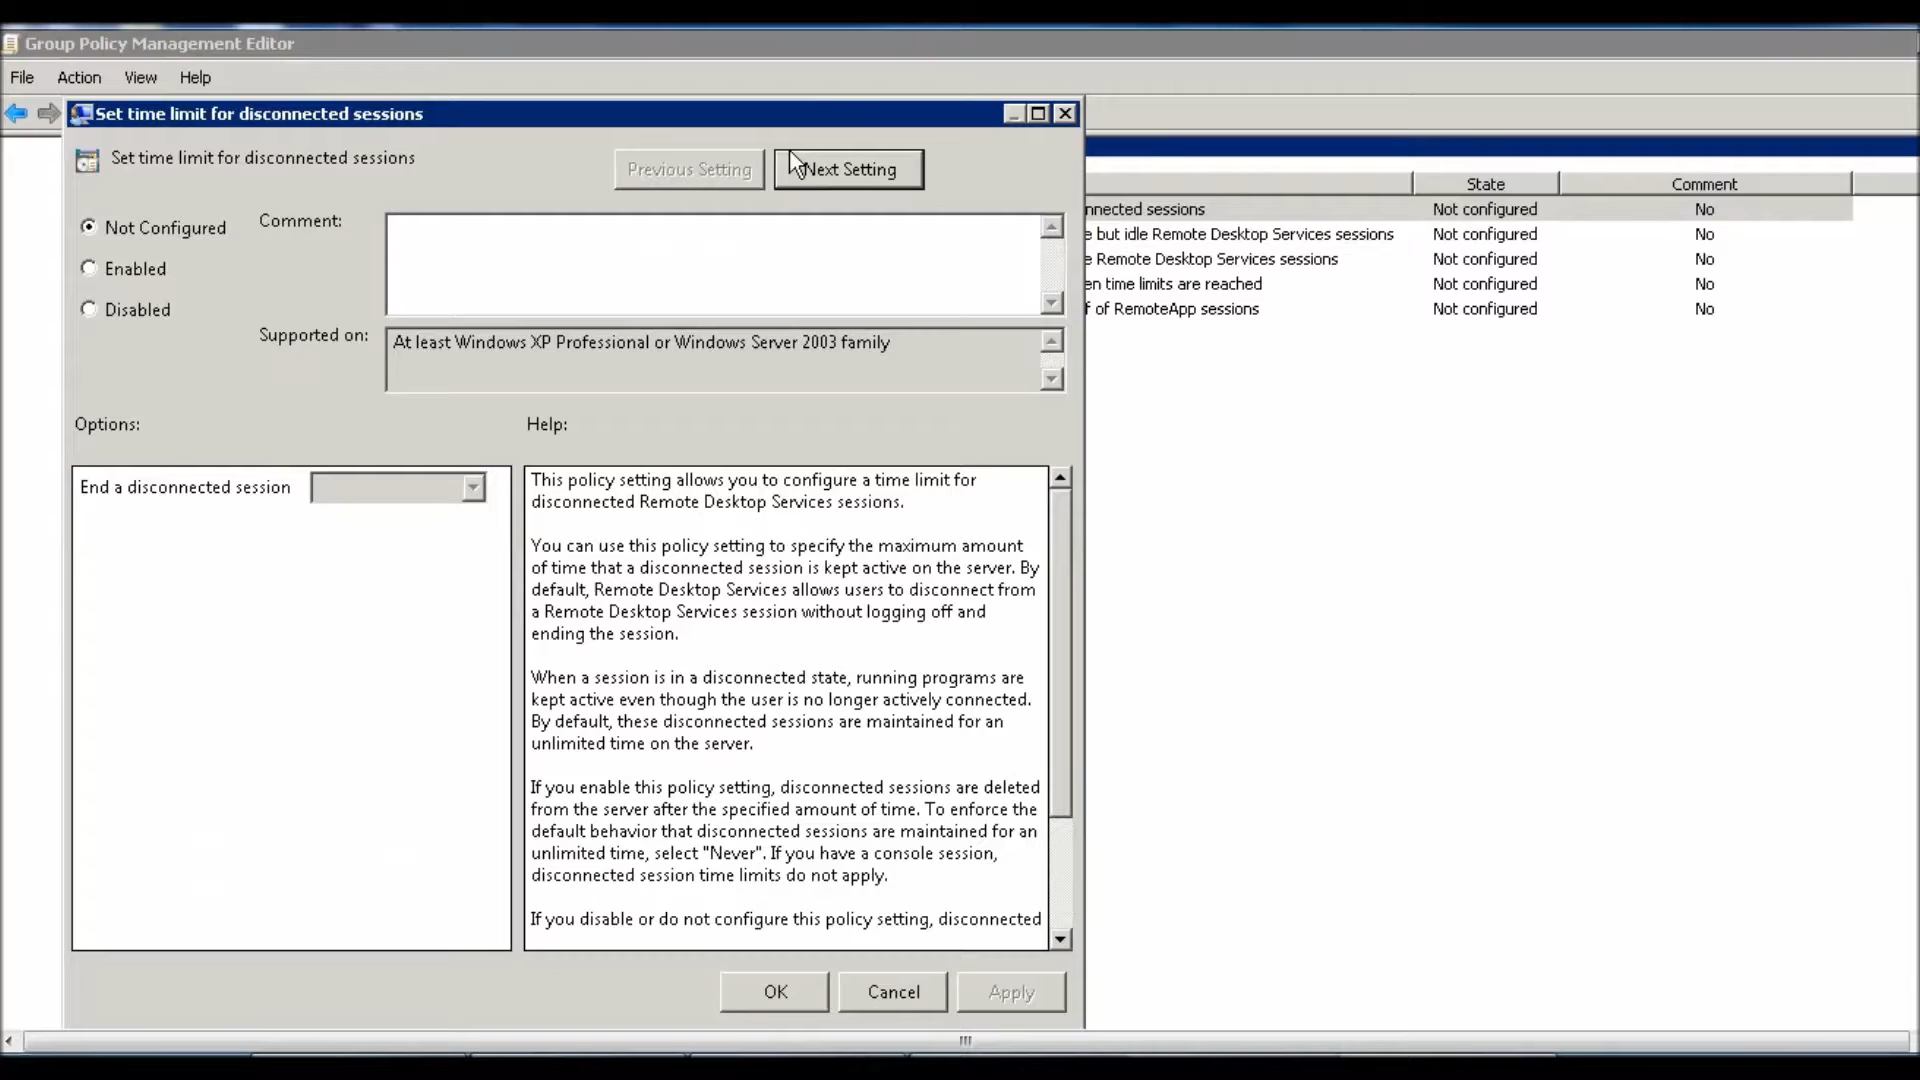 Group Policy Management Editor
File Action View Help
Set time limit for disconnected sessions
Set time limit for disconnected sessions
Previous Setting Next Setting
Not Configured
Enabled
Disabled
Comment:
Supported on:
At least Windows XP Professional or Windows Server 2003 family
Options:
Help:
End a disconnected session
This policy setting allows you to configure a time limit for
disconnected Remote Desktop Services sessions.
You can use this policy setting to specify the maximum amount
of time that a disconnected session is kept active on the server. By
default, Remote Desktop Services allows users to disconnect from
a Remote Desktop Services session without logging off and
ending the session.
When a session is in a disconnected state, running programs are
kept active even though the user is no longer actively connected.
By default, these disconnected sessions are maintained for an
unlimited time on the server.
If you enable this policy setting, disconnected sessions are deleted
from the server after the specified amount of time. To enforce the
default behavior that disconnected sessions are maintained for an
unlimited time, select "Never". If you have a console session,
disconnected session time limits do not apply.
If you disable or do not configure this policy setting, disconnected
OK Cancel Apply
State Comment
nnected sessions Not configured No
e but idle Remote Desktop Services sessions Not configured No
e Remote Desktop Services sessions Not configured No
en time limits are reached Not configured No
f of RemoteApp sessions Not configured No